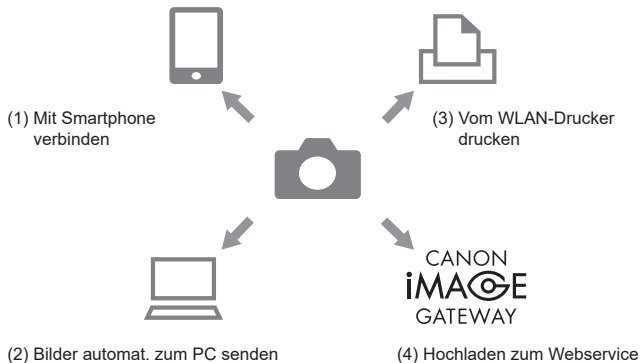 (1) Mit Smartphone
verbinden
(3) Vom WLAN-Drucker
drucken
CANON
iMAGE
GATEWAY
(2) Bilder automat. zum PC senden
(4) Hochladen zum Webservice